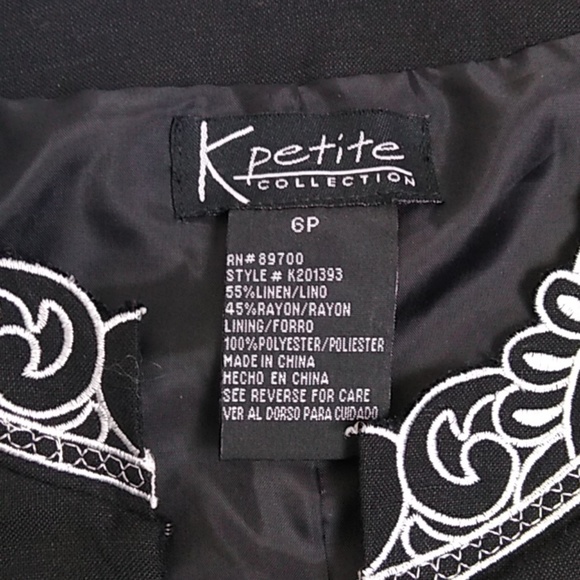 K petite
COLLECTION
6P
RN# 89700
STYLE # K201393
55%LINEN/LINO
45%RAYON/RAYON
LINING/FORRO
100%POLYESTER/POLIESTER
MADE IN CHINA
HECHO EN CHINA
SEE REVERSE FOR CARE
VER AL DORSO PARA CUIDADO